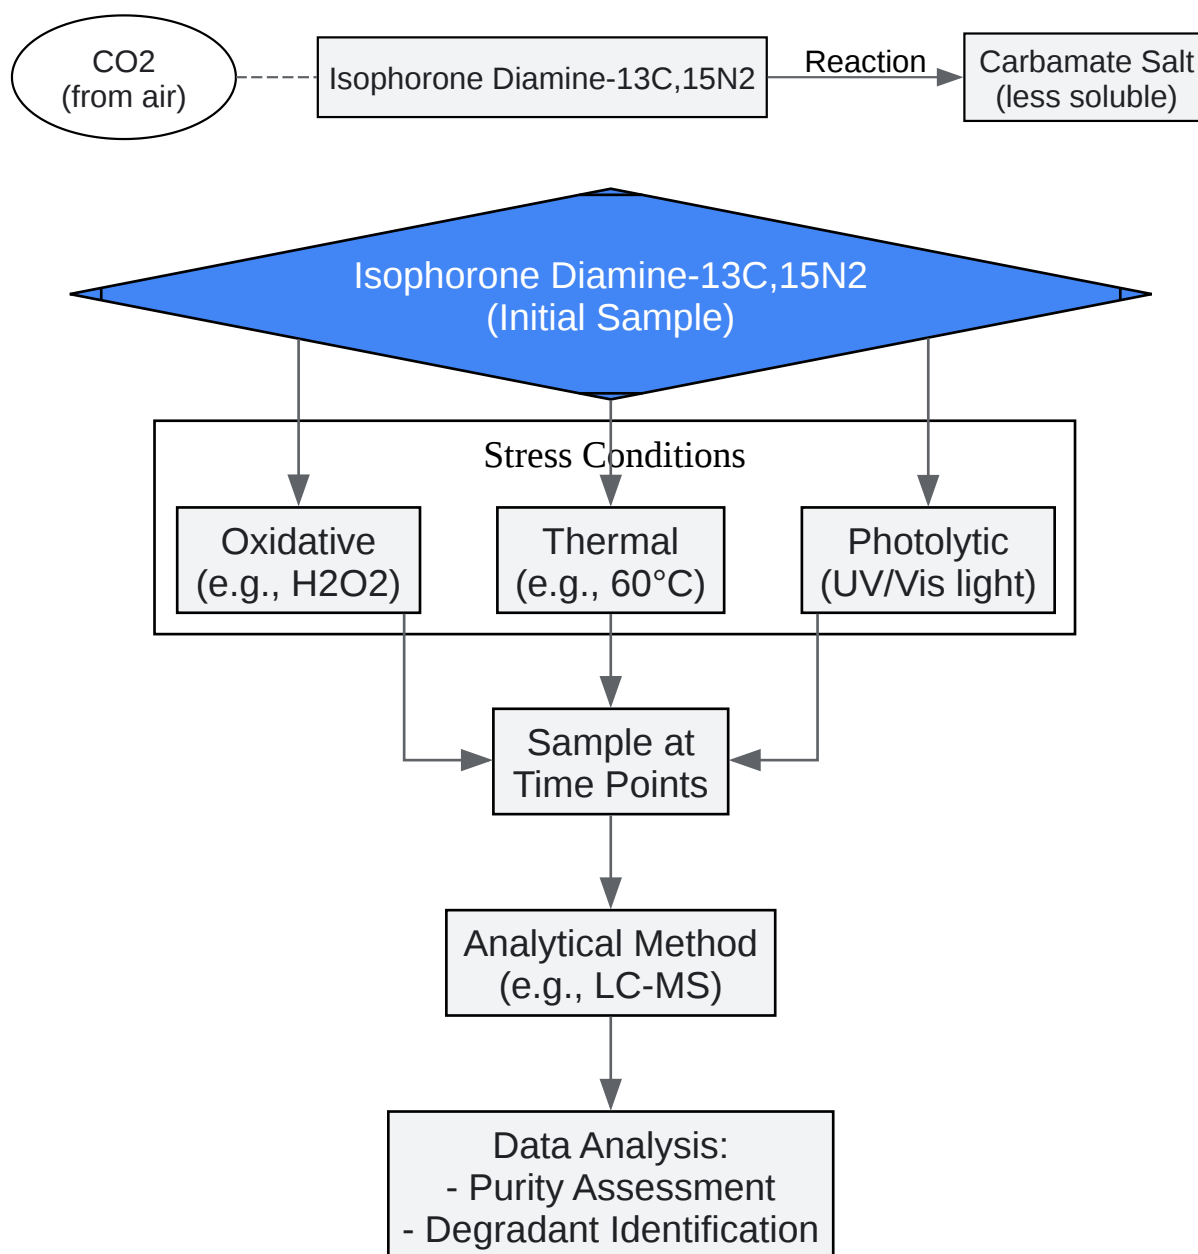 CO2
(from air)
Isophorone Diamine-13C,15N2
Reaction
Carbamate Salt
(less soluble)
Isophorone Diamine-13C,15N2
(Initial Sample)
Stress Conditions
Oxidative
(e.g., H2O2)
Thermal
(e.g., 60°C)
Photolytic
(UV/Vis light)
Sample at
Time Points
Analytical Method
(e.g., LC-MS)
Data Analysis:
- Purity Assessment
- Degradant Identification